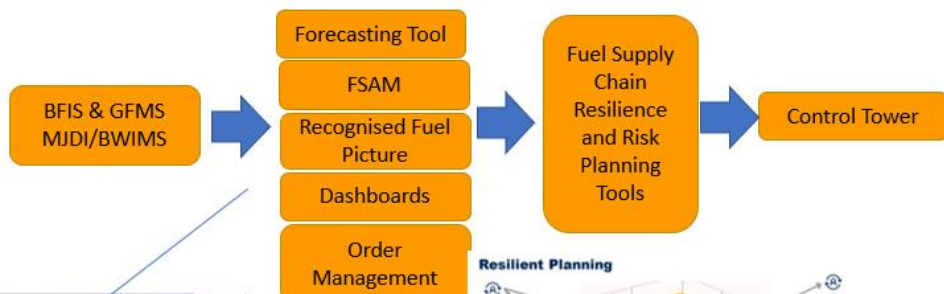 BFIS & GFMS
MJDI/BWIMS
Forecasting Tool
FSAM
Recognised Fuel
Picture
Dashboards
Order
Management
Fuel Supply
Chain
Resilience
and Risk
Planning
Tools
Control Tower
Resilient Planning